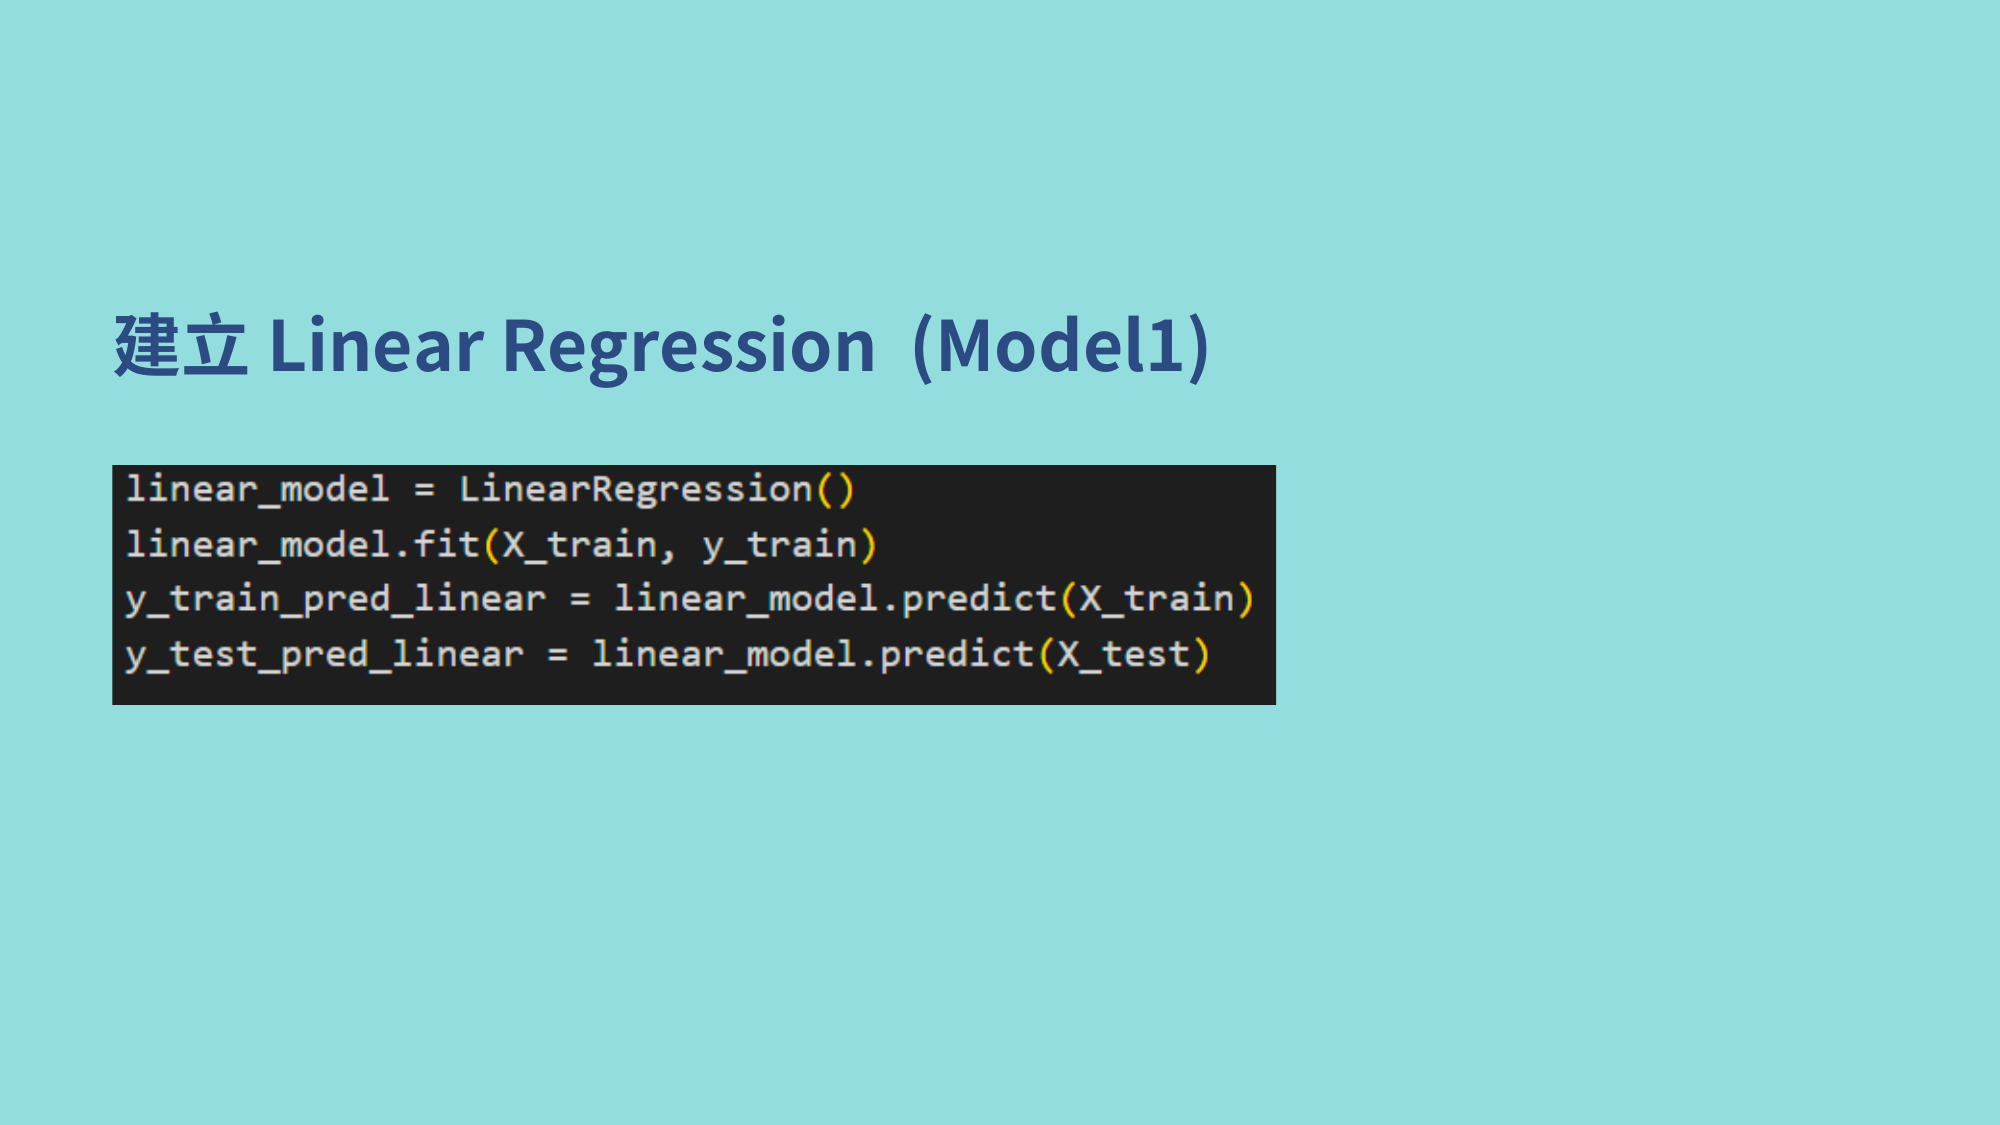 建立 Linear Regression (Model1)
linear_model = LinearRegression()
linear_model.fit(X_train, y_train)
y_train_pred_linear = linear_model.predict(X_train)
y_test_pred_linear = linear_model.predict(X_test)